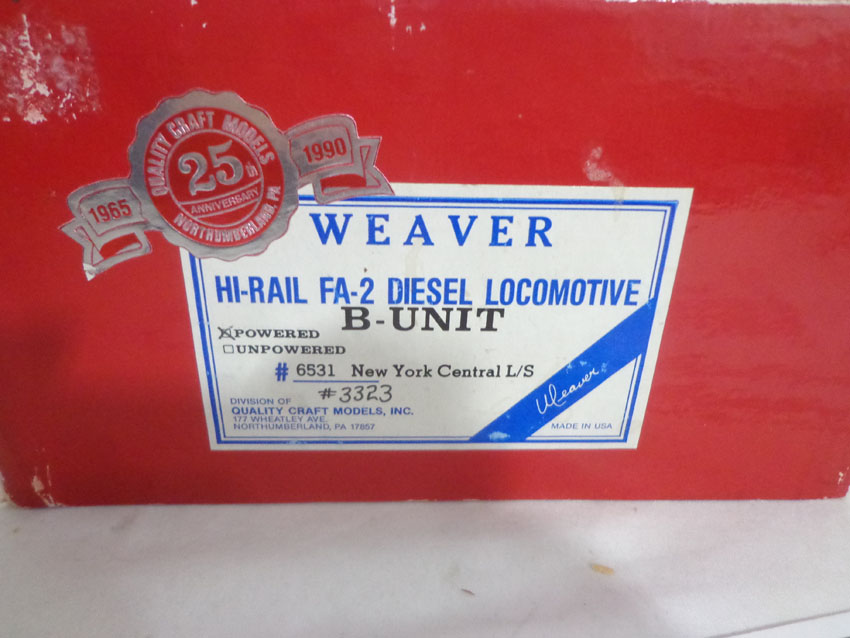 QUALITY CRAFT MODELS
25th
ANNIVERSARY
NORTHUMBERLAND, PA
1965
1990
WEAVER
HI-RAIL FA-2 DIESEL LOCOMOTIVE
B-UNIT
☒POWERED
☐UNPOWERED
# 6531 New York Central L/S
#3323
DIVISION OF
QUALITY CRAFT MODELS, INC.
177 WHEATLEY AVE.
NORTHUMBERLAND, PA 17857
Weaver
MADE IN USA